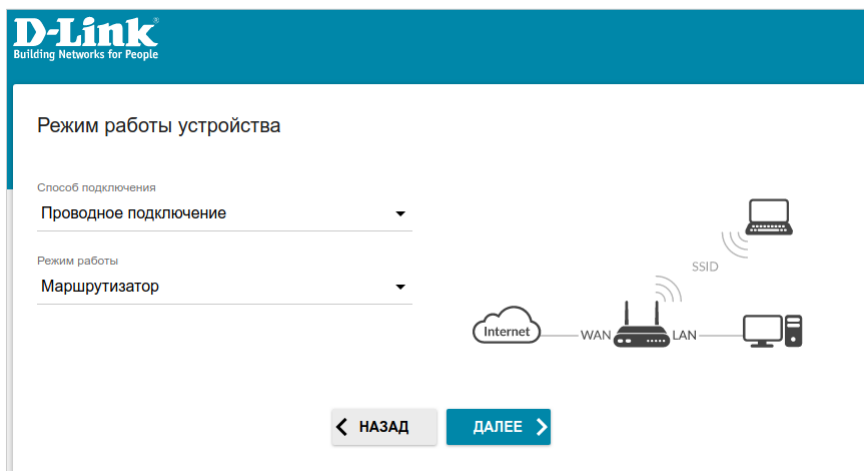 D-Link
Building Networks for People
Режим работы устройства
Способ подключения
Проводное подключение
Режим работы
Маршрутизатор
SSID
Internet
WAN
LAN
НАЗАД
ДАЛЕЕ